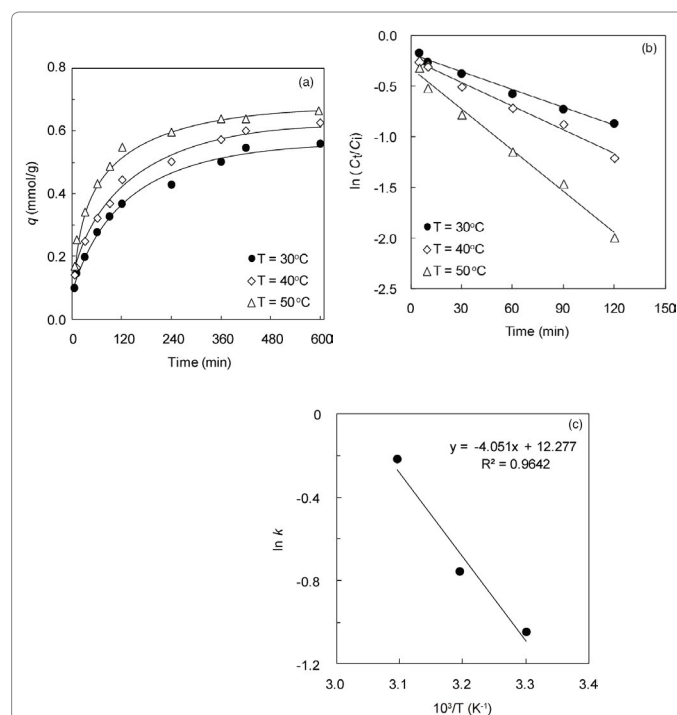 (a)
0.8
0.6
0.4
0.2
0.0
q (mmol/g)
T = 30°C
T = 40°C
T = 50°C
0 120 240 360 480 600
Time (min)
(b)
0.0
-0.5
-1.0
-1.5
-2.0
-2.5
ln (Ct/Ci)
T = 30°C
T = 40°C
T = 50°C
0 30 60 90 120 150
Time (min)
(c)
0
-0.4
-0.8
-1.2
ln k
y = -4.051x + 12.277
R² = 0.9642
3.0 3.1 3.2 3.3 3.4
10³/T (K⁻¹)